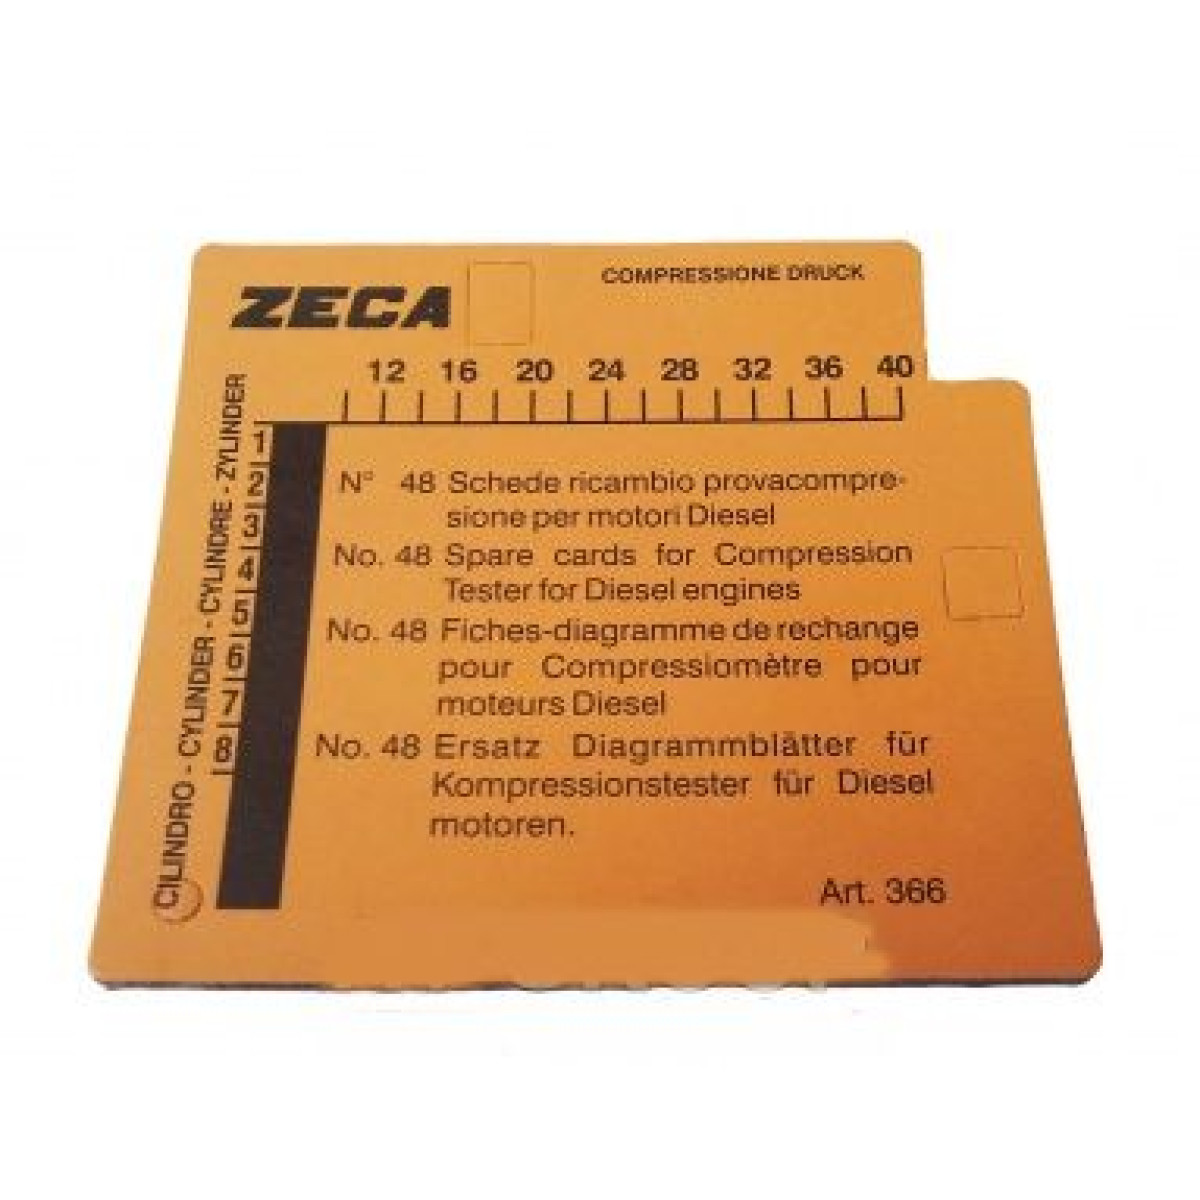 ZECA
COMPRESSIONE DRUCK
12 16 20 24 28 32 36 40
CILINDRO - CYLINDER - CYLINDRE - ZYLINDER
1
2
3
4
5
6
7
8
N° 48 Schede ricambio provacompre-
sione per motori Diesel
No. 48 Spare cards for Compression
Tester for Diesel engines
No. 48 Fiches-diagramme de rechange
pour Compressiomètre pour
moteurs Diesel
No. 48 Ersatz Diagrammblätter für
Kompressionstester für Diesel
motoren.
Art. 366